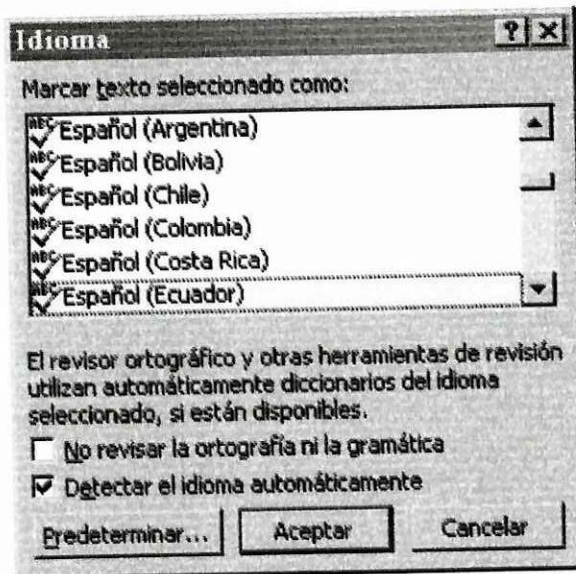 Idioma
Marcar texto seleccionado como:
Español (Argentina)
Español (Bolivia)
Español (Chile)
Español (Colombia)
Español (Costa Rica)
Español (Ecuador)
El revisor ortográfico y otras herramientas de revisión
utilizan automáticamente diccionarios del idioma
seleccionado, si están disponibles.
No revisar la ortografía ni la gramática
Detectar el idioma automáticamente
Predeterminar... Aceptar Cancelar